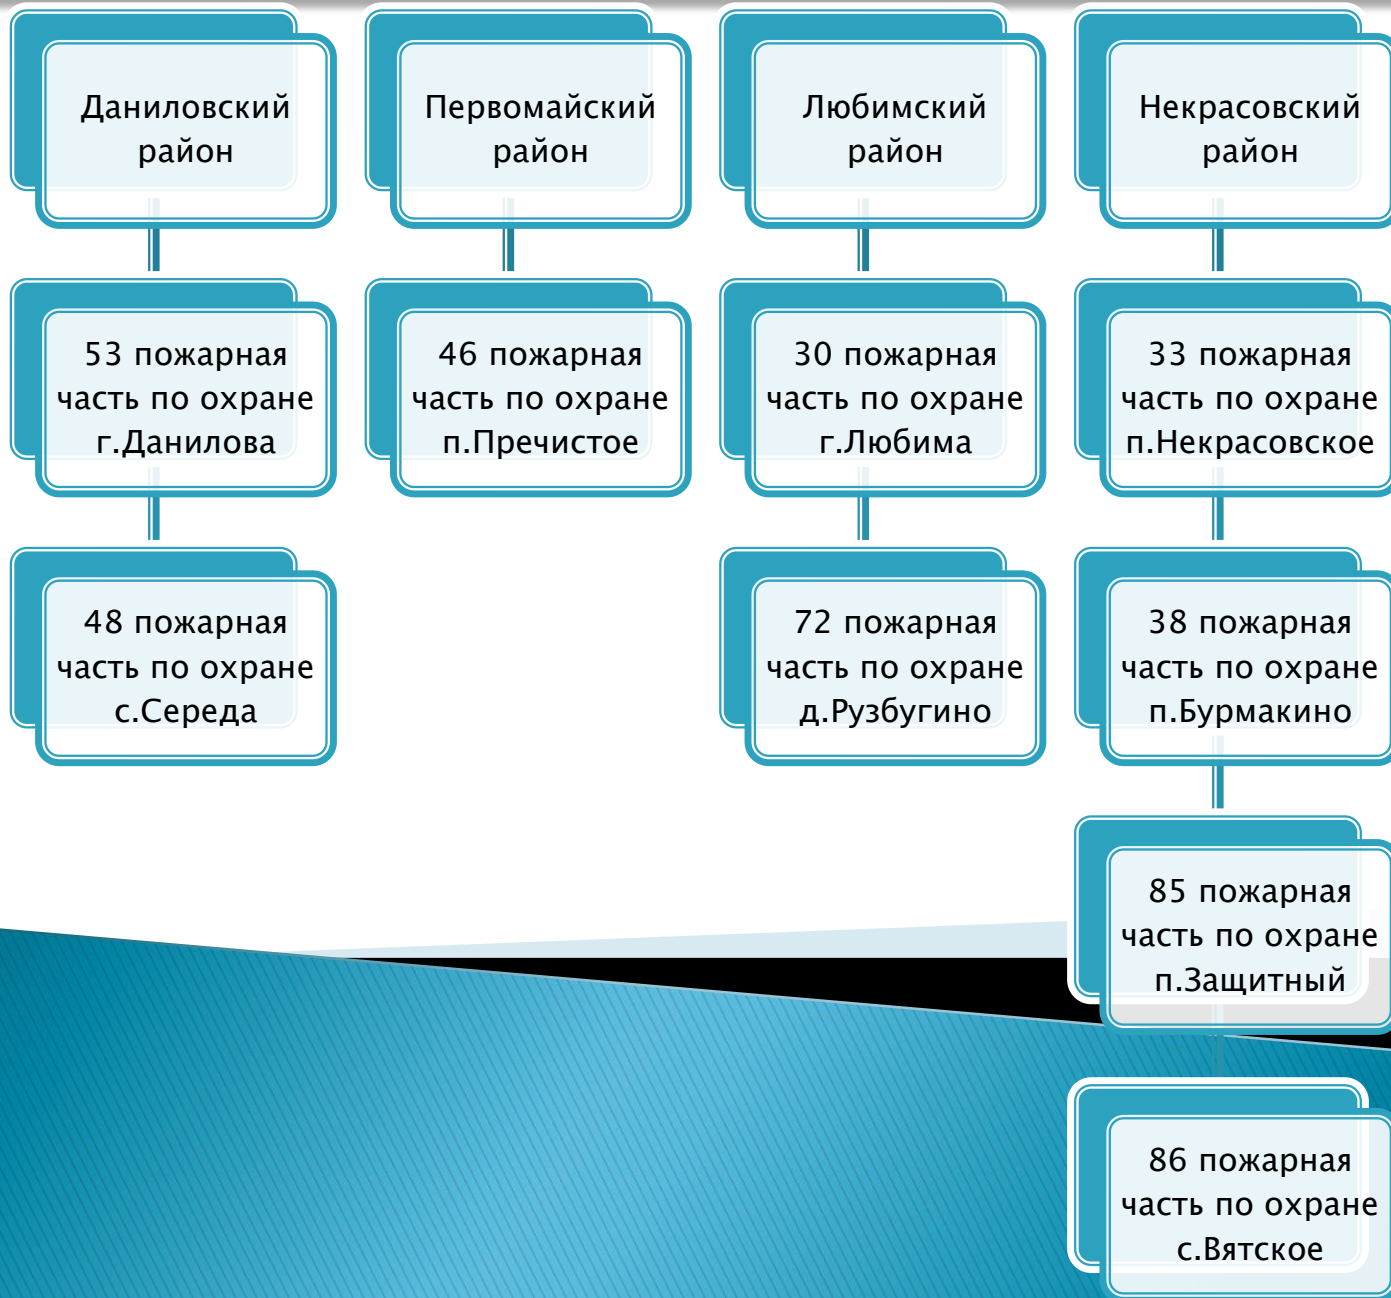 Даниловский
район
Первомайский
район
Любимский
район
Некрасовский
район
53 пожарная
часть по охране
г.Данилова
46 пожарная
часть по охране
п.Пречистое
30 пожарная
часть по охране
г.Любима
33 пожарная
часть по охране
п.Некрасовское
48 пожарная
часть по охране
с.Середа
72 пожарная
часть по охране
д.Рузбугино
38 пожарная
часть по охране
п.Бурмакино
85 пожарная
часть по охране
п.Защитный
86 пожарная
часть по охране
с.Вятское